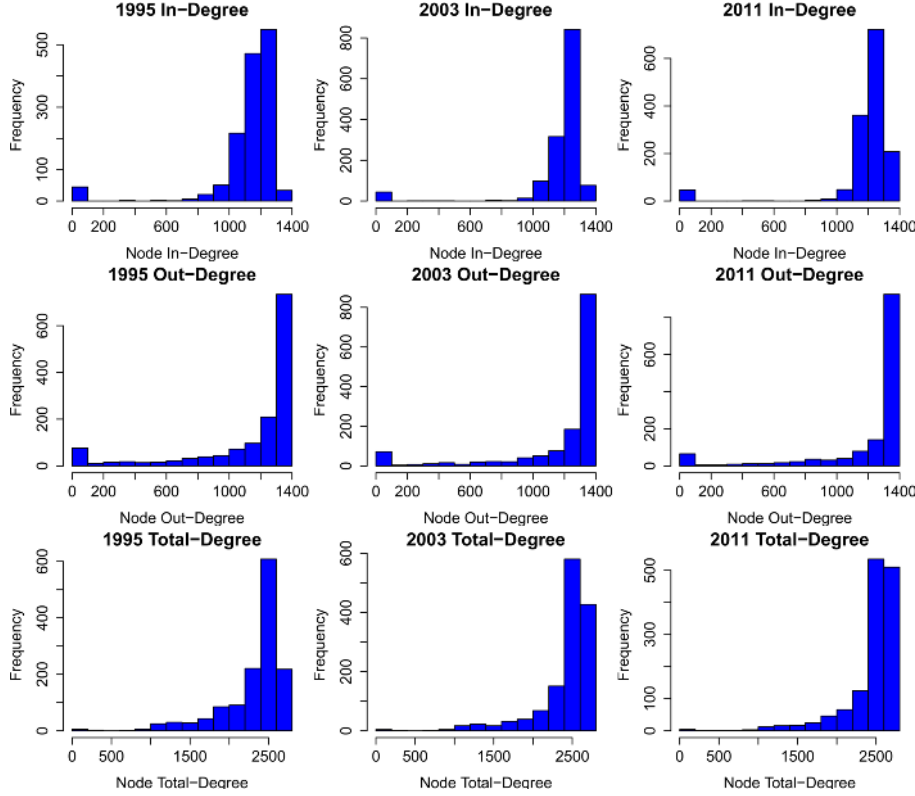 1995 In−Degree
Frequency
0
100
300
500
0
200
600
1000
1400
Node In−Degree
2003 In−Degree
Frequency
0
200
400
600
800
0
200
600
1000
1400
Node In−Degree
2011 In−Degree
Frequency
0
200
400
600
0
200
600
1000
1400
Node In−Degree
1995 Out−Degree
Frequency
0
200
400
600
0
200
600
1000
1400
Node Out−Degree
2003 Out−Degree
Frequency
0
200
400
600
800
0
200
600
1000
1400
Node Out−Degree
2011 Out−Degree
Frequency
0
200
600
0
200
600
1000
1400
Node Out−Degree
1995 Total−Degree
Frequency
0
200
400
600
0
500
1500
2500
Node Total−Degree
2003 Total−Degree
Frequency
0
200
400
600
0
500
1500
2500
Node Total−Degree
2011 Total−Degree
Frequency
0
100
300
500
0
500
1500
2500
Node Total−Degree